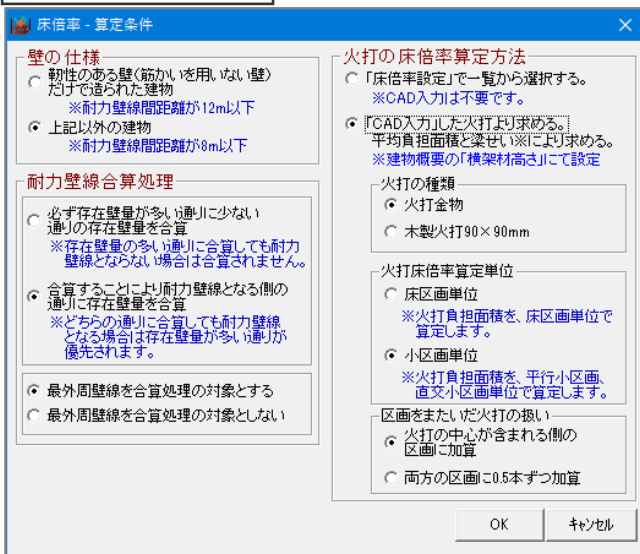 床倍率 - 算定条件
壁の仕様
靭性のある壁(筋かいを用いない壁)
だけで造られた建物
※耐力壁線間距離が12m以下
上記以外の建物
※耐力壁線間距離が8m以下
耐力壁線合算処理
必ず存在壁量が多い通りに少ない
通りの存在壁量を合算
※存在壁量の多い通りに合算しても耐力
壁線とならない場合は合算されません。
合算することにより耐力壁線となる側の
通りに存在壁量を合算
※どちらの通りに合算しても耐力壁線
となる場合は存在壁量が多い通りが
優先されます。
最外周壁線を合算処理の対象とする
最外周壁線を合算処理の対象としない
火打の床倍率算定方法
「床倍率設定」で一覧から選択する。
※CAD入力は不要です。
「CAD入力」した火打より求める。
平均負担面積と梁せい※により求める。
※建物概要の「横架材高さ」にて設定
火打の種類
火打金物
木製火打90×90mm
火打床倍率算定単位
床区画単位
※火打負担面積を、床区画単位で
算定します。
小区画単位
※火打負担面積を、平行小区画、
直交小区画単位で算定します。
区画をまたいだ火打の扱い
火打の中心が含まれる側の
区画に加算
両方の区画に0.5本ずつ加算
OK
キャンセル